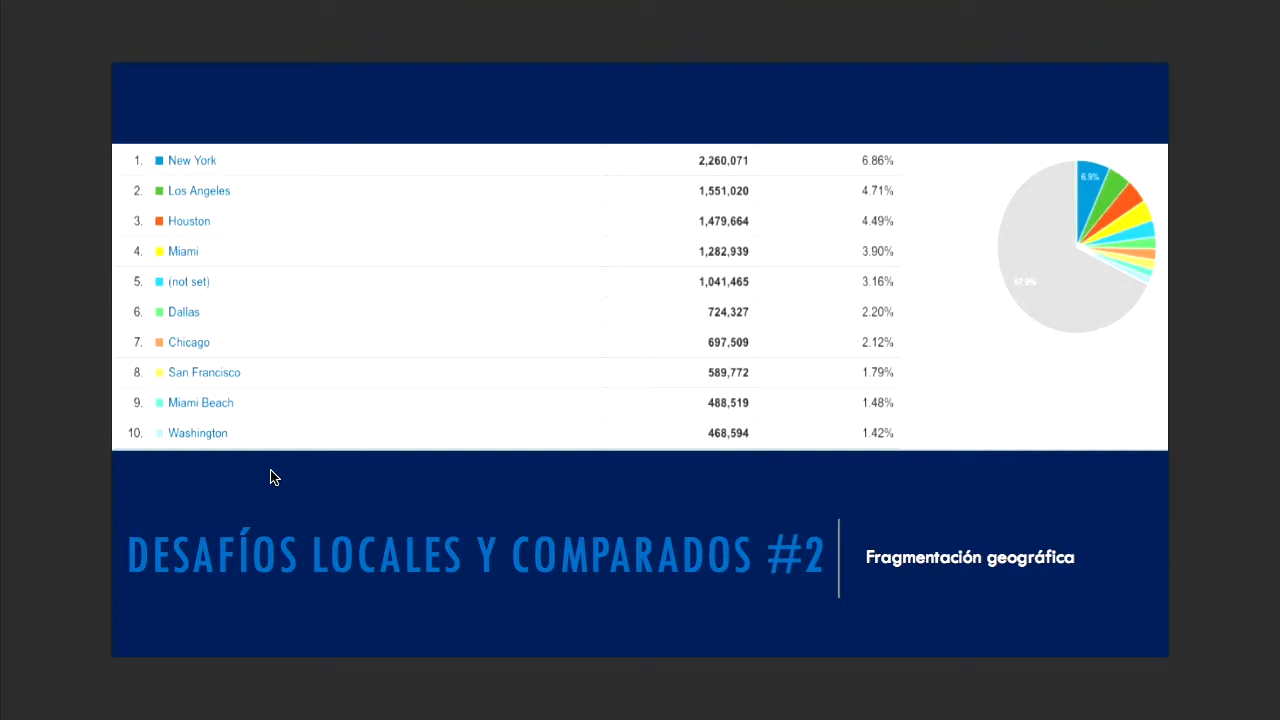 1. New York 2,260,071 6.86%
2. Los Angeles 1,551,020 4.71%
3. Houston 1,479,664 4.49%
4. Miami 1,282,939 3.90%
5. (not set) 1,041,465 3.16%
6. Dallas 724,327 2.20%
7. Chicago 697,509 2.12%
8. San Francisco 589,772 1.79%
9. Miami Beach 488,519 1.48%
10. Washington 468,594 1.42%
6.9%
67.9%
DESAFÍOS LOCALES Y COMPARADOS #2
Fragmentación geográfica